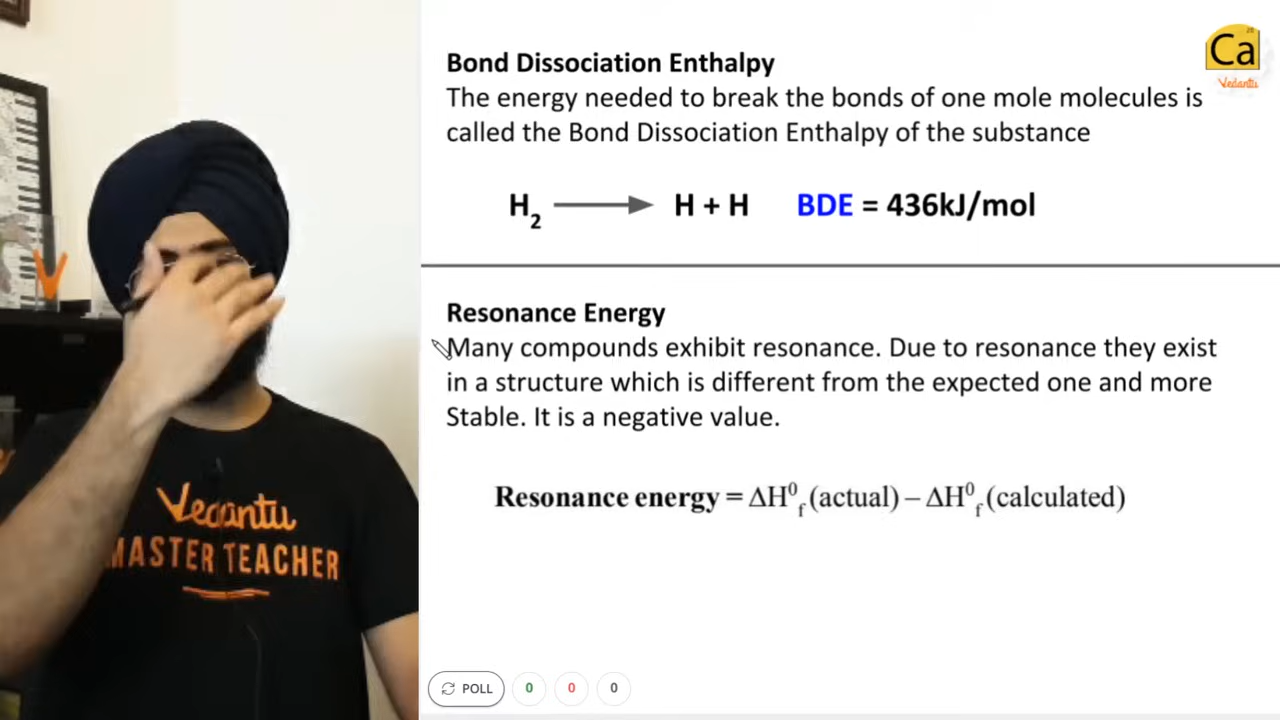 Ca
20
Vedantu
Bond Dissociation Enthalpy
The energy needed to break the bonds of one mole molecules is
called the Bond Dissociation Enthalpy of the substance
H₂ ⟶ H + H BDE = 436kJ/mol
Resonance Energy
Many compounds exhibit resonance. Due to resonance they exist
in a structure which is different from the expected one and more
Stable. It is a negative value.
Resonance energy = ΔH⁰f (actual) – ΔH⁰f (calculated)
Vedantu
MASTER TEACHER
POLL 0 0 0